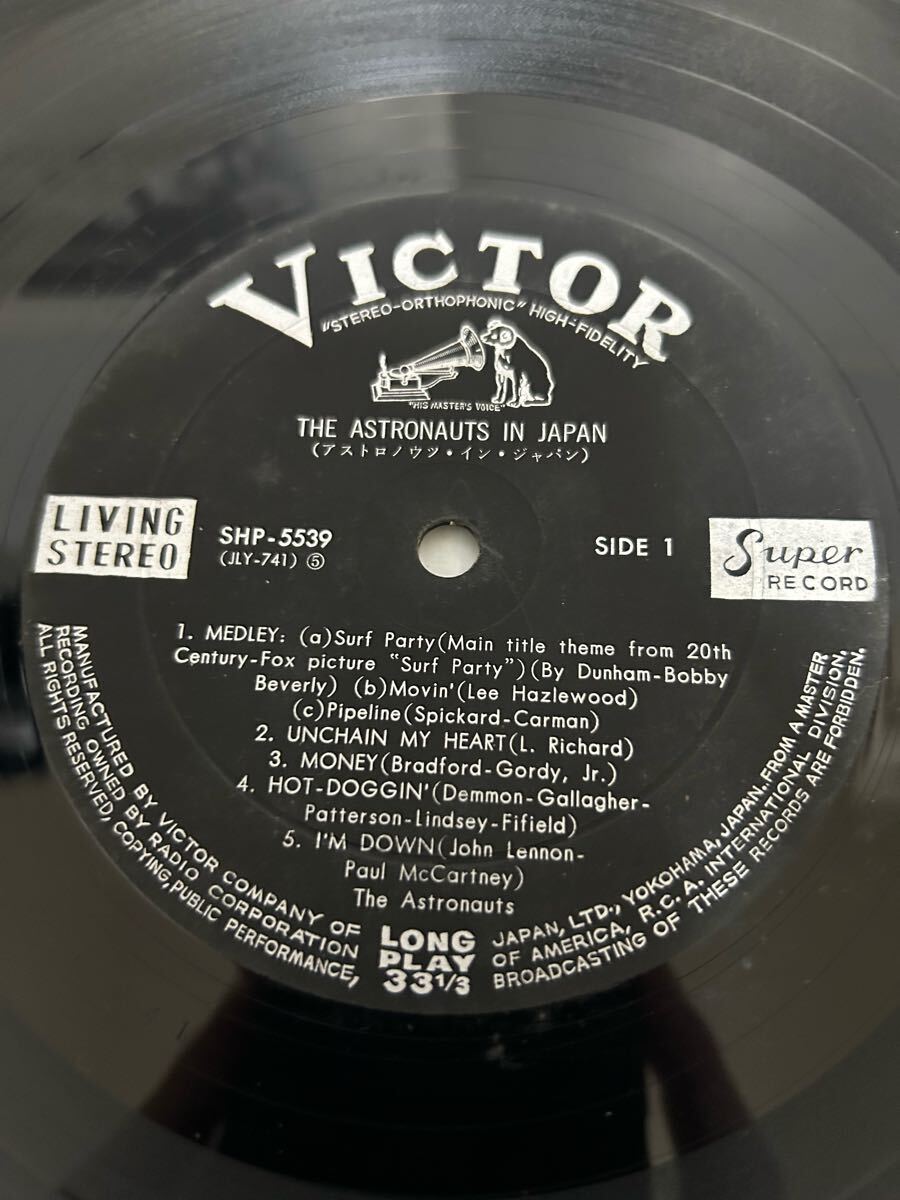 VICTOR
"STEREO-ORTHOPHONIC" HIGH-FIDELITY
"HIS MASTER'S VOICE"
THE ASTRONAUTS IN JAPAN
(アストロノウツ・イン・ジャパン)
LIVING
STEREO
SHP-5539
(JLY-741) ⑤
SIDE 1
Super
RECORD
1. MEDLEY: (a)Surf Party(Main title theme from 20th
Century-Fox picture "Surf Party")(By Dunham-Bobby
Beverly) (b)Movin'(Lee Hazlewood)
(c)Pipeline(Spickard-Carman)
2. UNCHAIN MY HEART(L. Richard)
3. MONEY(Bradford-Gordy, Jr.)
4. HOT-DOGGIN'(Demmon-Gallagher-
Patterson-Lindsey-Fifield)
5. I'M DOWN(John Lennon-
Paul McCartney)
The Astronauts
LONG
PLAY
33 1/3
MANUFACTURED BY VICTOR COMPANY OF JAPAN, LTD., YOKOHAMA, JAPAN. FROM A MASTER
RECORDING OWNED BY RADIO CORPORATION OF AMERICA, R.C.A. INTERNATIONAL DIVISION.
ALL RIGHTS RESERVED, COPYING, PUBLIC PERFORMANCE, BROADCASTING OF THESE RECORDS ARE FORBIDDEN.